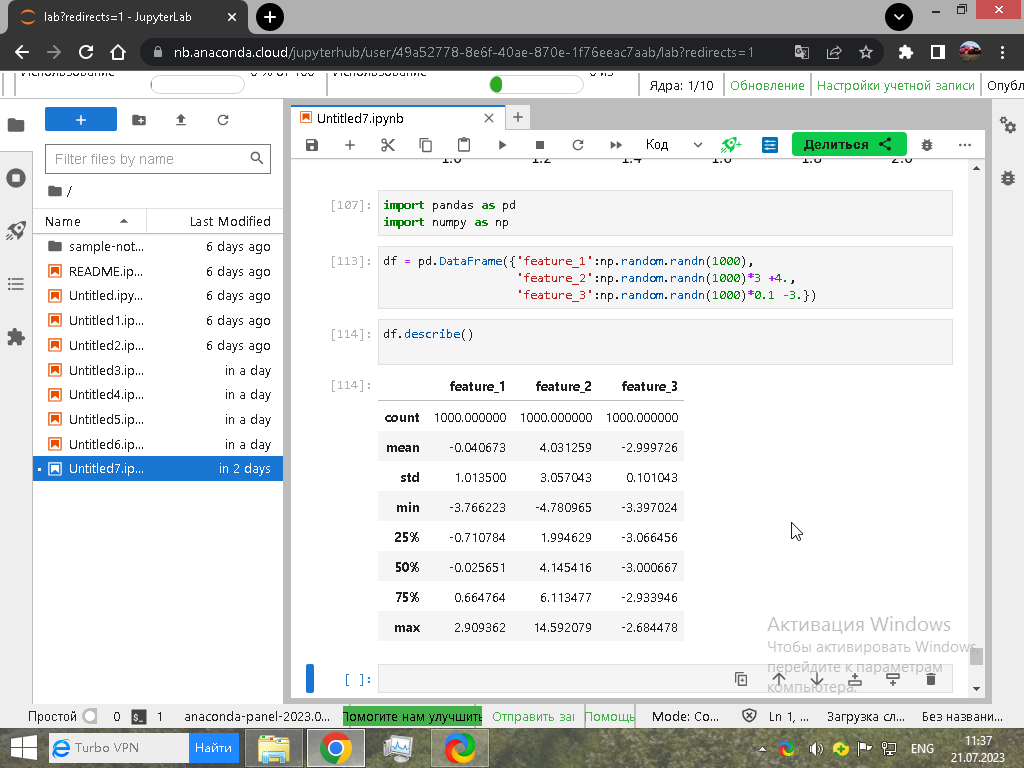 lab?redirects=1 - JupyterLab
nb.anaconda.cloud/jupyterhub/user/49a52778-8e6f-40ae-870e-1f76eeac7aab/lab?redirects=1
Использование
0 % от 100
Использование
0 из
Ядра: 1/10
Обновление
Настройки учетной записи
Опубл
Filter files by name
/
Name
Last Modified
sample-not...
6 days ago
README.ip...
6 days ago
Untitled.ipy...
6 days ago
Untitled1.ip...
6 days ago
Untitled2.ip...
6 days ago
Untitled3.ip...
in a day
Untitled4.ip...
in a day
Untitled5.ip...
in a day
Untitled6.ip...
in a day
Untitled7.ip...
in 2 days
Untitled7.ipynb
Код
Делиться
1.0 1.2 1.4 1.6 1.8 2.0
[107]:
import pandas as pd
import numpy as np
[113]:
df = pd.DataFrame({'feature_1':np.random.randn(1000),
'feature_2':np.random.randn(1000)*3 +4.,
'feature_3':np.random.randn(1000)*0.1 -3.})
[114]:
df.describe()
[114]:
feature_1 feature_2 feature_3
count 1000.000000 1000.000000 1000.000000
mean -0.040673 4.031259 -2.999726
std 1.013500 3.057043 0.101043
min -3.766223 -4.780965 -3.397024
25% -0.710784 1.994629 -3.066456
50% -0.025651 4.145416 -3.000667
75% 0.664764 6.113477 -2.933946
max 2.909362 14.592079 -2.684478
[ ]:
Активация Windows
Чтобы активировать Windows
перейдите к параметрам
компьютера.
Простой
0
$_
1
anaconda-panel-2023.0...
Помогите нам улучшить
Отправить заг
Помощь
Mode: Co...
Ln 1, ...
Загрузка сл...
Без названи...
Turbo VPN
Найти
ENG
11:37
21.07.2023